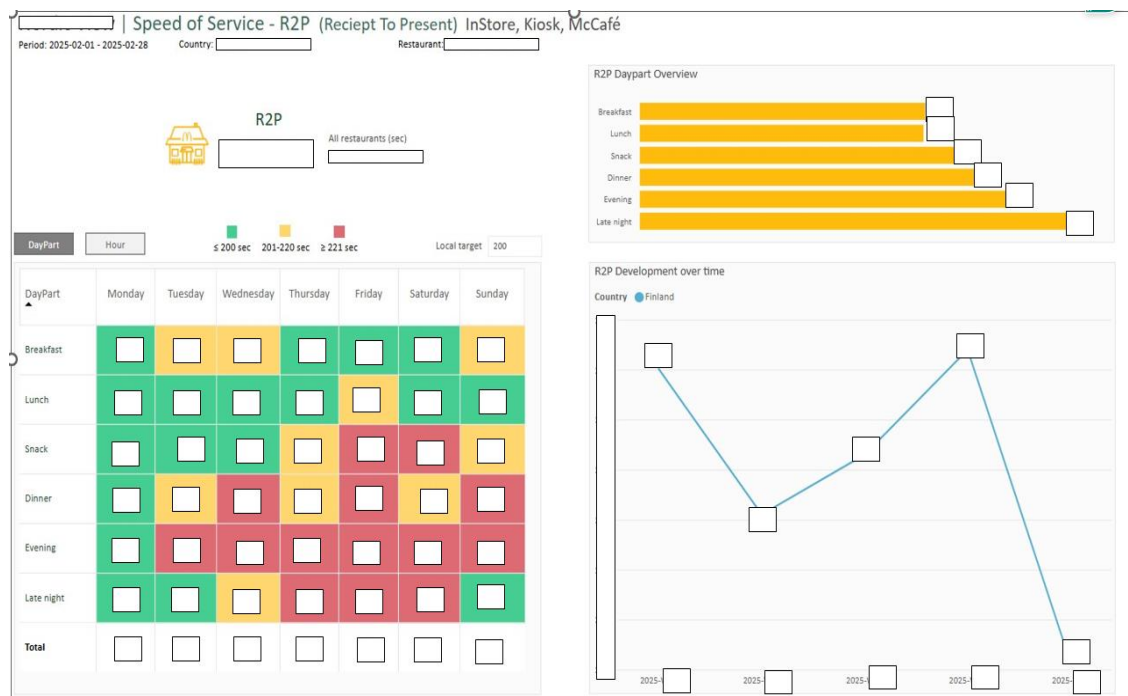 | Speed of Service - R2P (Reciept To Present) InStore, Kiosk, McCafé
Period: 2025-02-01 - 2025-02-28 Country: Restaurant:
R2P
All restaurants (sec)
DayPart Hour
≤ 200 sec 201-220 sec ≥ 221 sec
Local target 200
DayPart Monday Tuesday Wednesday Thursday Friday Saturday Sunday
Breakfast
Lunch
Snack
Dinner
Evening
Late night
Total
R2P Daypart Overview
Breakfast
Lunch
Snack
Dinner
Evening
Late night
R2P Development over time
Country Finland
2025- 2025- 2025- 2025- 2025-